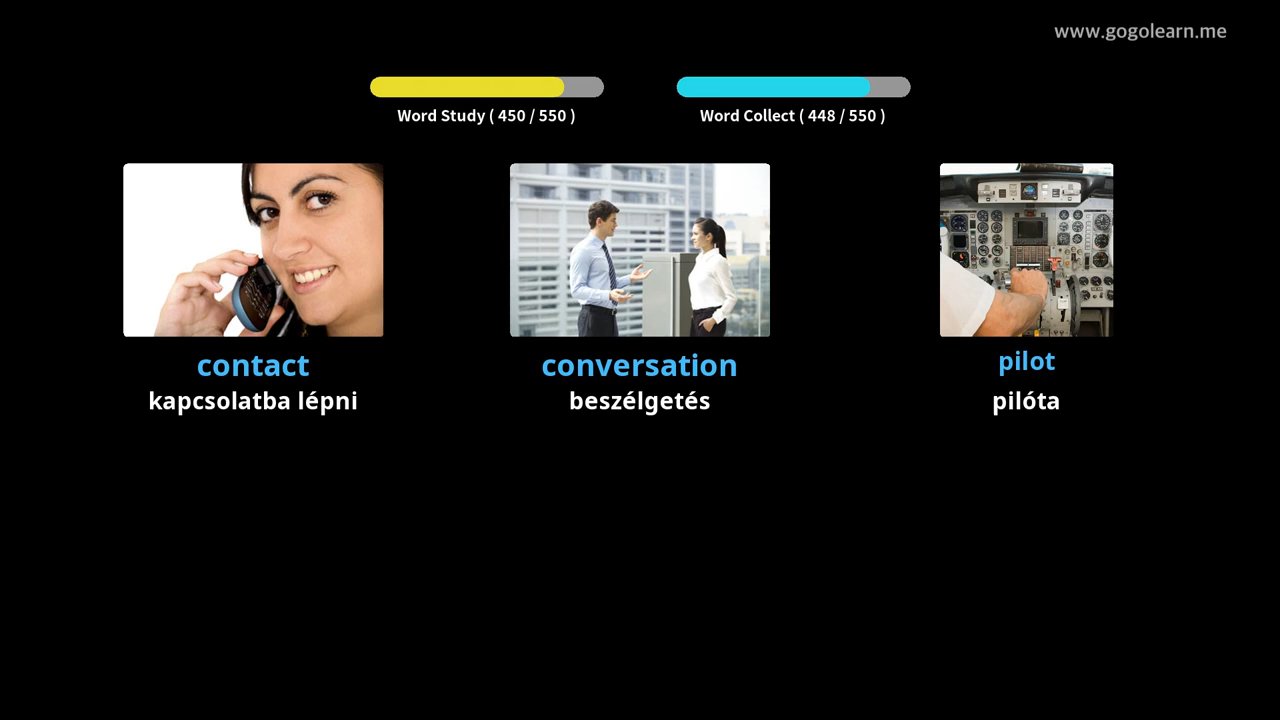 www.gogolearn.me
Word Study ( 450 / 550 )
Word Collect ( 448 / 550 )
contact
conversation
pilot
kapcsolatba lépni
beszélgetés
pilóta